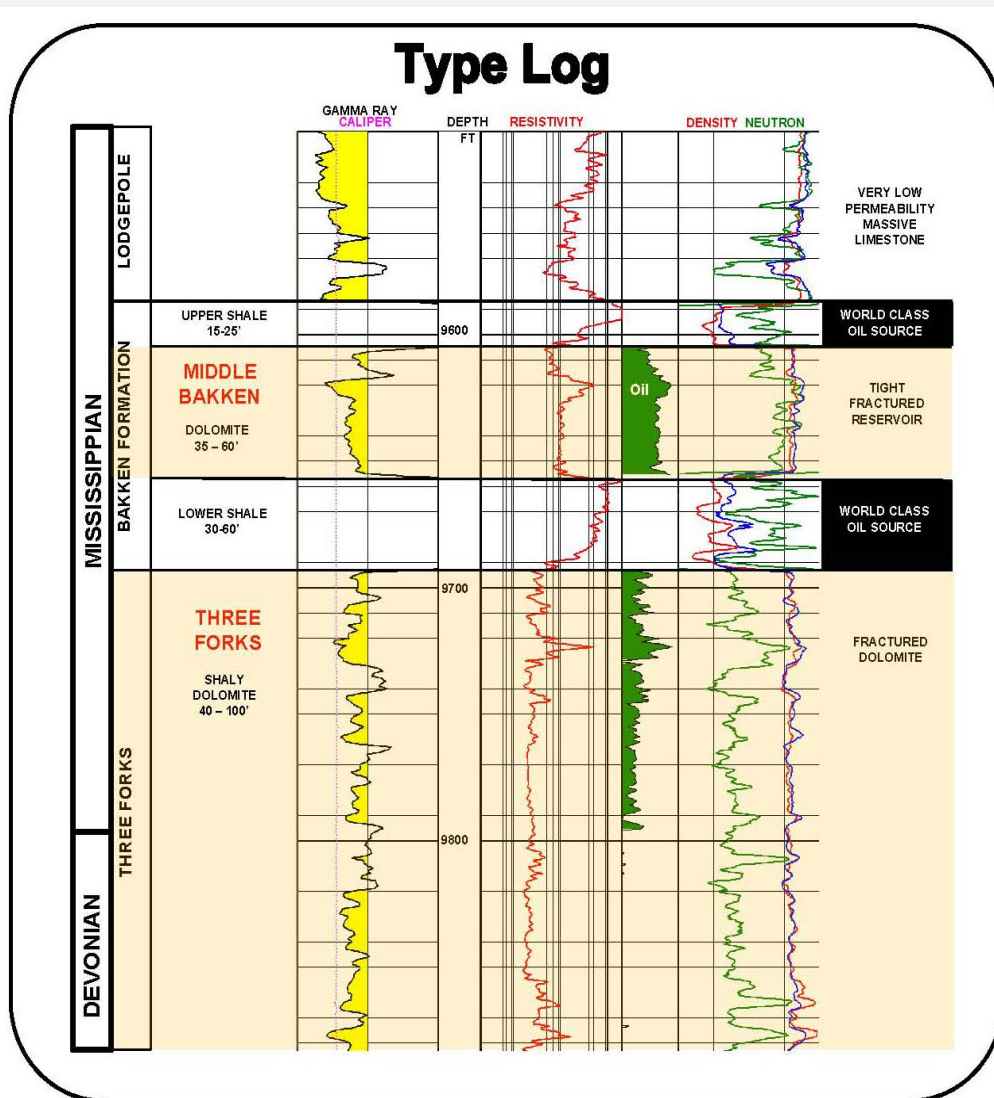 Type Log
GAMMA RAY
CALIPER
DEPTH
FT
RESISTIVITY
DENSITY NEUTRON
MISSISSIPPIAN
DEVONIAN
LODGEPOLE
VERY LOW
PERMEABILITY
MASSIVE
LIMESTONE
BAKKEN FORMATION
UPPER SHALE
15-25'
9600
WORLD CLASS
OIL SOURCE
MIDDLE
BAKKEN
DOLOMITE
35 – 60'
Oil
TIGHT
FRACTURED
RESERVOIR
LOWER SHALE
30-60'
WORLD CLASS
OIL SOURCE
THREE FORKS
9700
THREE
FORKS
SHALY
DOLOMITE
40 – 100'
FRACTURED
DOLOMITE
9800